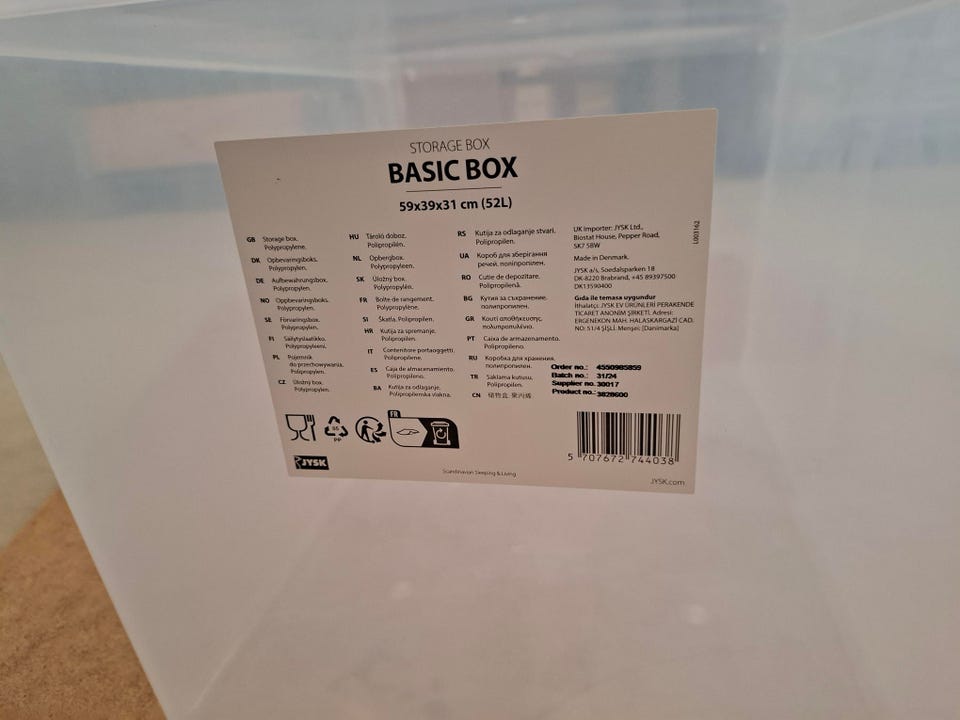 STORAGE BOX
BASIC BOX
59x39x31 cm (52L)
GB Storage box.
Polypropylene.
DK Opbevaringsboks.
Polypropylen.
DE Aufbewahrungsbox.
Polypropylen.
NO Oppbevaringsboks.
Polypropylen.
SE Förvaringsbox.
Polypropylen.
FI Säilytyslaatikko.
Polypropyleeni.
PL Pojemnik
do przechowywania.
Polipropylen.
CZ Úložný box.
Polypropylen.
HU Tároló doboz.
Polipropilén.
NL Opbergbox.
Polypropyleen.
SK Úložný box.
Polypropylén.
FR Boîte de rangement.
Polypropylène.
SI Škatla. Polipropilen.
HR Kutija za spremanje.
Polipropilen.
IT Contenitore portaoggetti.
Polipropilene.
ES Caja de almacenamiento.
Polipropileno.
BA Kutija za odlaganje.
Polipropilenska vlakna.
RS Kutija za odlaganje stvari.
Polipropilen.
UA Короб для зберігання
речей. поліпропілен.
RO Cutie de depozitare.
Polipropilenă.
BG Кутия за съхранение.
полипропилен.
GR Κουτί αποθήκευσης.
πολυπροπυλένιο.
PT Caixa de armazenamento.
Polipropileno.
RU Коробка для хранения.
полипропилен.
TR Saklama kutusu.
Polipropilen.
CN 储物盒. 聚丙烯
UK importer: JYSK Ltd.,
Biostat House, Pepper Road,
SK7 5BW
Made in Denmark.
JYSK a/s, Soedalsparken 18
DK-8220 Brabrand, +45 89397500
DK13590400
Gıda ile temasa uygundur
İthalatçı: JYSK EV ÜRÜNLERİ PERAKENDE
TİCARET ANONİM ŞİRKETİ. Adresi:
ERGENEKON MAH. HALASKARGAZİ CAD.
NO: 51/4 ŞİŞLİ. Menşei: [Danimarka]
L003162
Order no.: 4550985859
Batch no.: 31/24
Supplier no. 30017
Product no. 3828600
05
PP
FR
JYSK
Scandinavian Sleeping & Living
5 707672 744038
JYSK.com